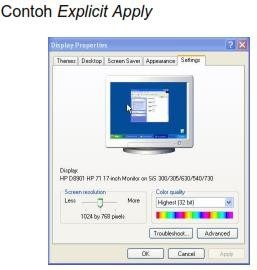 Contoh Explicit Apply
Display Properties
Themes Desktop Screen Saver Appearance Settings
Display:
HP D8901 HP 71 17-inch Monitor on SiS 300/305/630/540/730
Screen resolution
Less More
1024 by 768 pixels
Color quality
Highest (32 bit)
Troubleshoot... Advanced
OK Cancel Apply